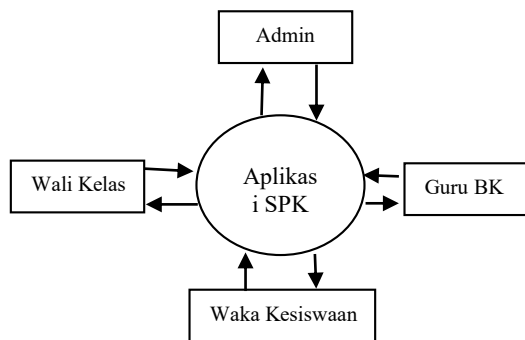 Admin
Wali Kelas
Aplikas
i SPK
Guru BK
Waka Kesiswaan